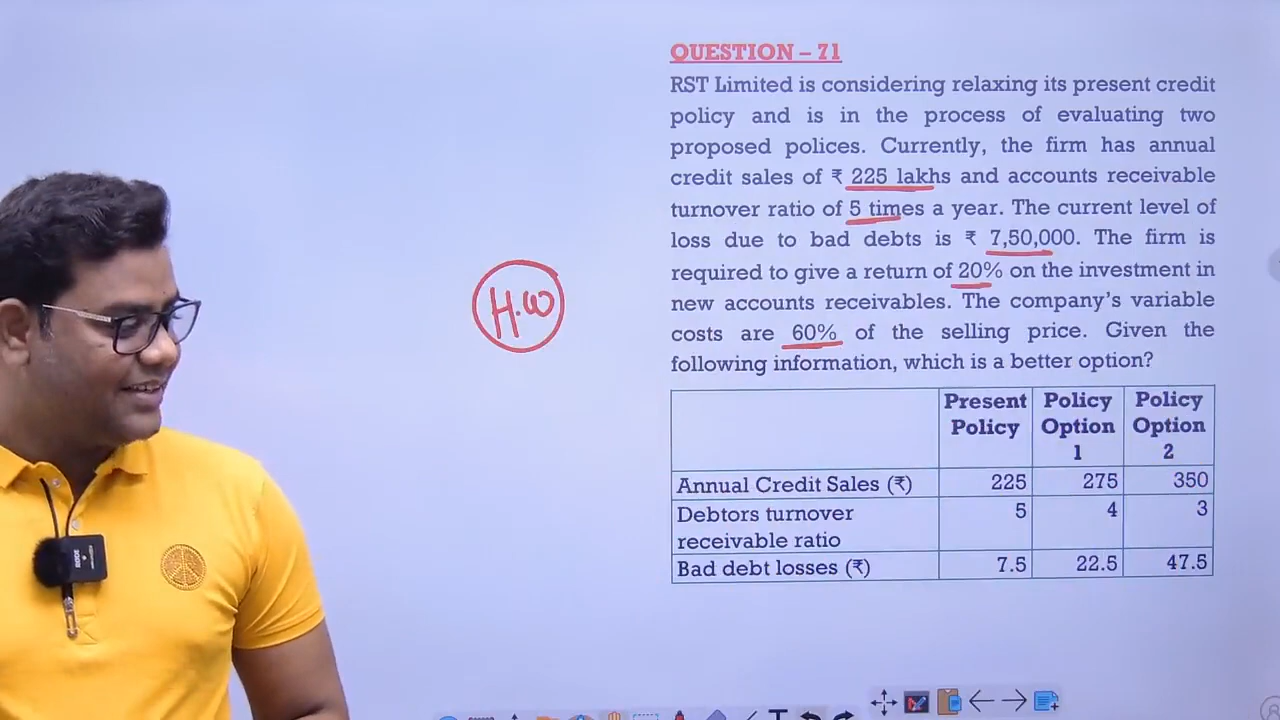 QUESTION – 71
RST Limited is considering relaxing its present credit
policy and is in the process of evaluating two
proposed polices. Currently, the firm has annual
credit sales of ₹ 225 lakhs and accounts receivable
turnover ratio of 5 times a year. The current level of
loss due to bad debts is ₹ 7,50,000. The firm is
required to give a return of 20% on the investment in
new accounts receivables. The company's variable
costs are 60% of the selling price. Given the
following information, which is a better option?
H.W
Present Policy Policy
Policy Option Option
1 2
Annual Credit Sales (₹) 225 275 350
Debtors turnover 5 4 3
receivable ratio
Bad debt losses (₹) 7.5 22.5 47.5